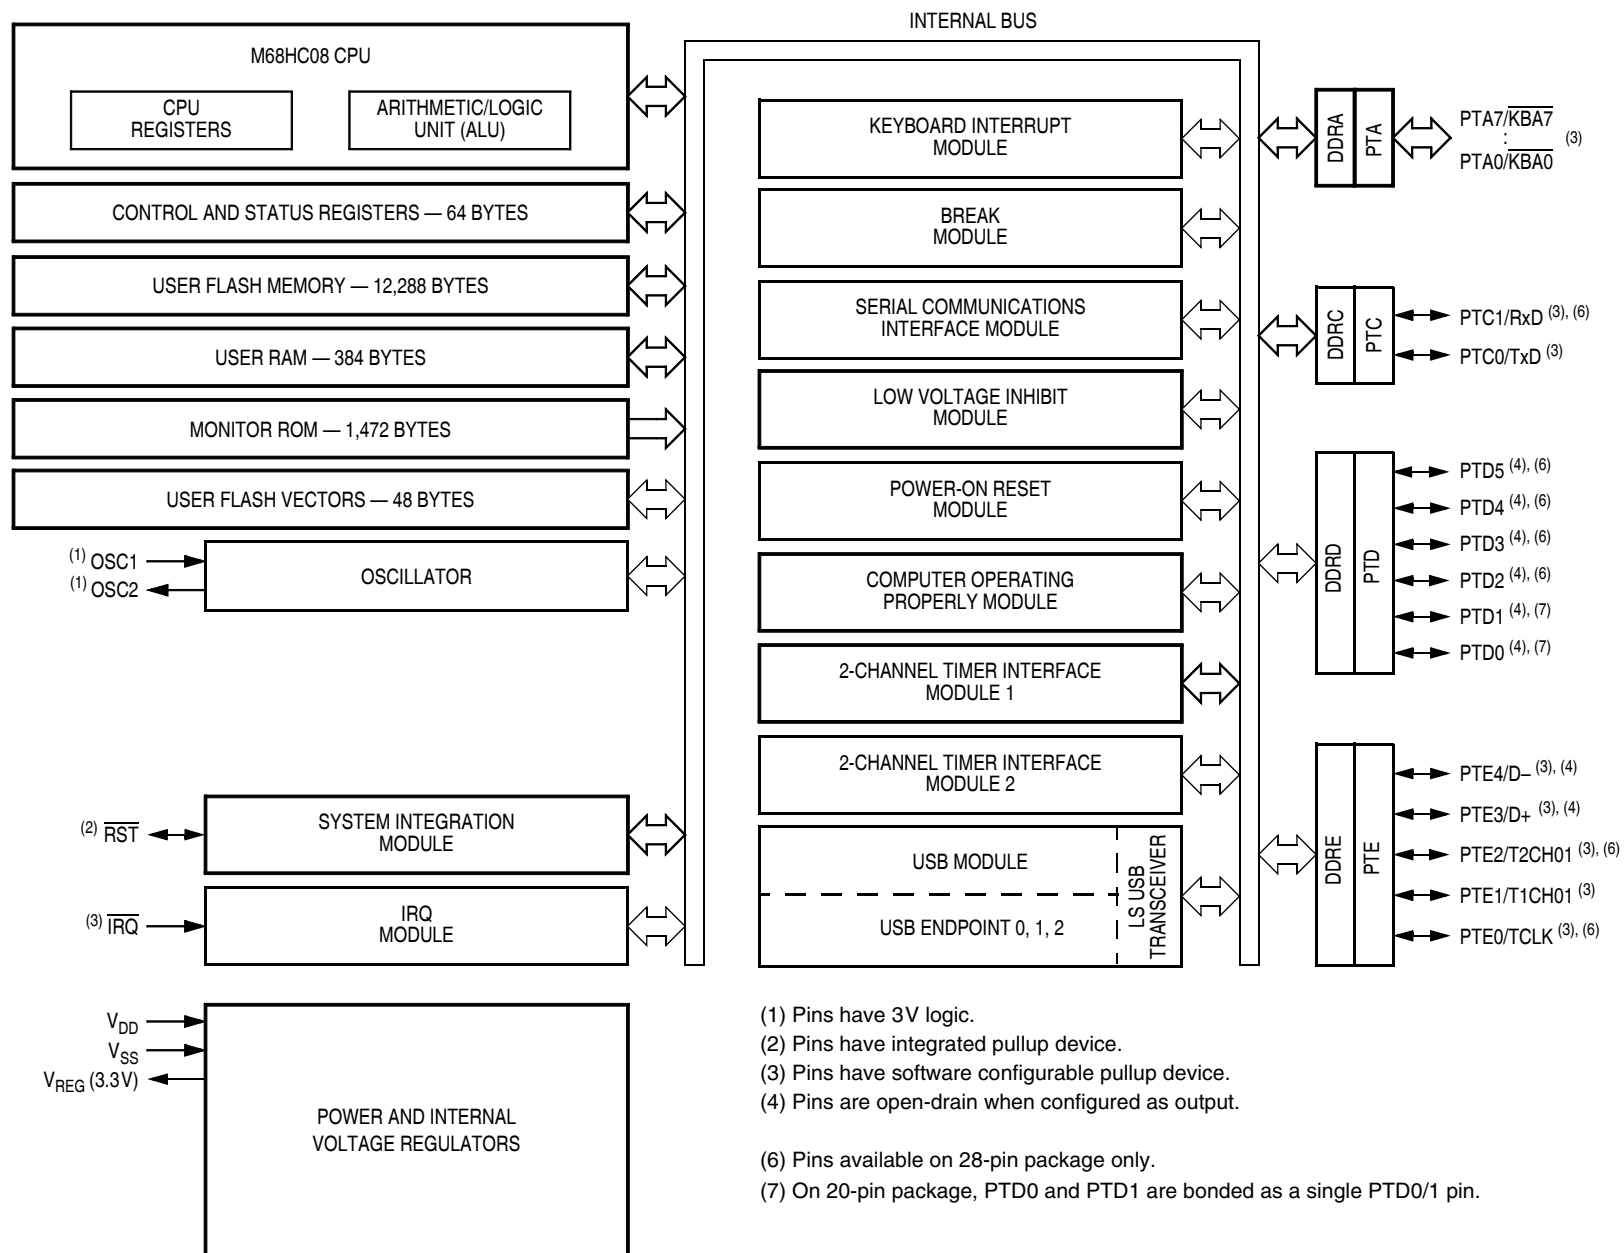 INTERNAL BUS
M68HC08 CPU
CPU
REGISTERS
ARITHMETIC/LOGIC
UNIT (ALU)
CONTROL AND STATUS REGISTERS — 64 BYTES
USER FLASH MEMORY — 12,288 BYTES
USER RAM — 384 BYTES
MONITOR ROM — 1,472 BYTES
USER FLASH VECTORS — 48 BYTES
(1) OSC1
(1) OSC2
OSCILLATOR
(2) RST
SYSTEM INTEGRATION
MODULE
(3) IRQ
IRQ
MODULE
VDD
VSS
VREG (3.3V)
POWER AND INTERNAL
VOLTAGE REGULATORS
KEYBOARD INTERRUPT
MODULE
BREAK
MODULE
SERIAL COMMUNICATIONS
INTERFACE MODULE
LOW VOLTAGE INHIBIT
MODULE
POWER-ON RESET
MODULE
COMPUTER OPERATING
PROPERLY MODULE
2-CHANNEL TIMER INTERFACE
MODULE 1
2-CHANNEL TIMER INTERFACE
MODULE 2
USB MODULE
USB ENDPOINT 0, 1, 2
LS USB
TRANSCEIVER
DDRA
PTA
PTA7/KBA7
:
(3)
PTA0/KBA0
DDRC
PTC
PTC1/RxD (3), (6)
PTC0/TxD (3)
DDRD
PTD
PTD5 (4), (6)
PTD4 (4), (6)
PTD3 (4), (6)
PTD2 (4), (6)
PTD1 (4), (7)
PTD0 (4), (7)
DDRE
PTE
PTE4/D– (3), (4)
PTE3/D+ (3), (4)
PTE2/T2CH01 (3), (6)
PTE1/T1CH01 (3)
PTE0/TCLK (3), (6)
(1) Pins have 3V logic.
(2) Pins have integrated pullup device.
(3) Pins have software configurable pullup device.
(4) Pins are open-drain when configured as output.
(6) Pins available on 28-pin package only.
(7) On 20-pin package, PTD0 and PTD1 are bonded as a single PTD0/1 pin.